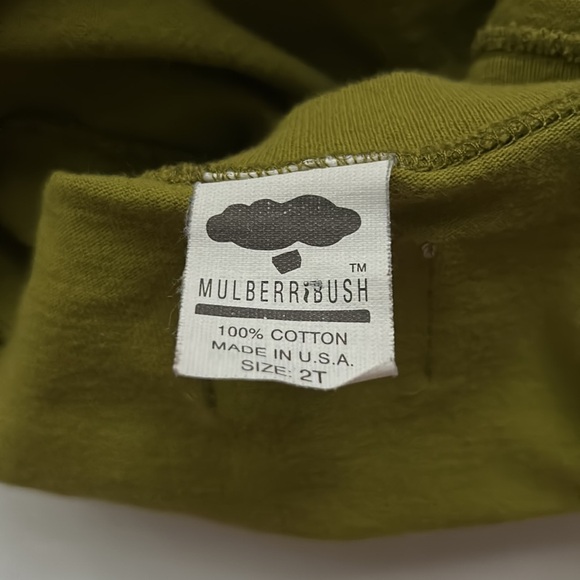 TM
MULBERRIBUSH
100% COTTON
MADE IN U.S.A.
SIZE: 2T